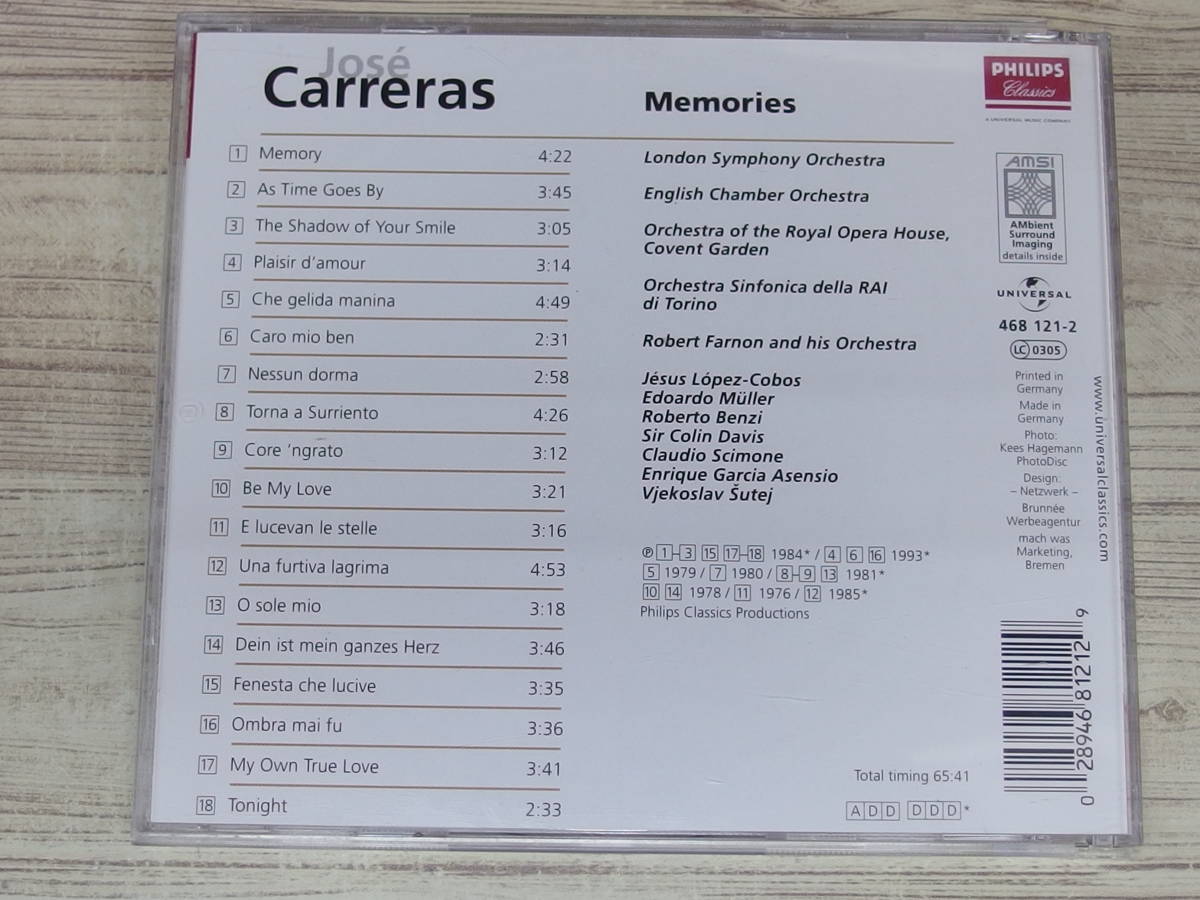 José
Carreras
1 Memory 4:22
2 As Time Goes By 3:45
3 The Shadow of Your Smile 3:05
4 Plaisir d'amour 3:14
5 Che gelida manina 4:49
6 Caro mio ben 2:31
7 Nessun dorma 2:58
8 Torna a Surriento 4:26
9 Core 'ngrato 3:12
10 Be My Love 3:21
11 E lucevan le stelle 3:16
12 Una furtiva lagrima 4:53
13 O sole mio 3:18
14 Dein ist mein ganzes Herz 3:46
15 Fenesta che lucive 3:35
16 Ombra mai fu 3:36
17 My Own True Love 3:41
18 Tonight 2:33
Memories
London Symphony Orchestra
English Chamber Orchestra
Orchestra of the Royal Opera House,
Covent Garden
Orchestra Sinfonica della RAI
di Torino
Robert Farnon and his Orchestra
Jésus López-Cobos
Edoardo Müller
Roberto Benzi
Sir Colin Davis
Claudio Scimone
Enrique Garcia Asensio
Vjekoslav Šutej
℗ 1–3 15 17–18 1984* / 4 6 16 1993*
5 1979 / 7 1980 / 8–9 13 1981*
10 14 1978 / 11 1976 / 12 1985*
Philips Classics Productions
Total timing 65:41
ADD DDD*
PHILIPS
Classics
A UNIVERSAL MUSIC COMPANY
AMSI
AMbient
Surround
Imaging
details inside
UNIVERSAL
468 121-2
LC 0305
Printed in
Germany
Made in
Germany
Photo:
Kees Hagemann
PhotoDisc
Design:
– Netzwerk –
Brunnée
Werbeagentur
mach was
Marketing,
Bremen
www.universalclassics.com
0 28946 81212 9